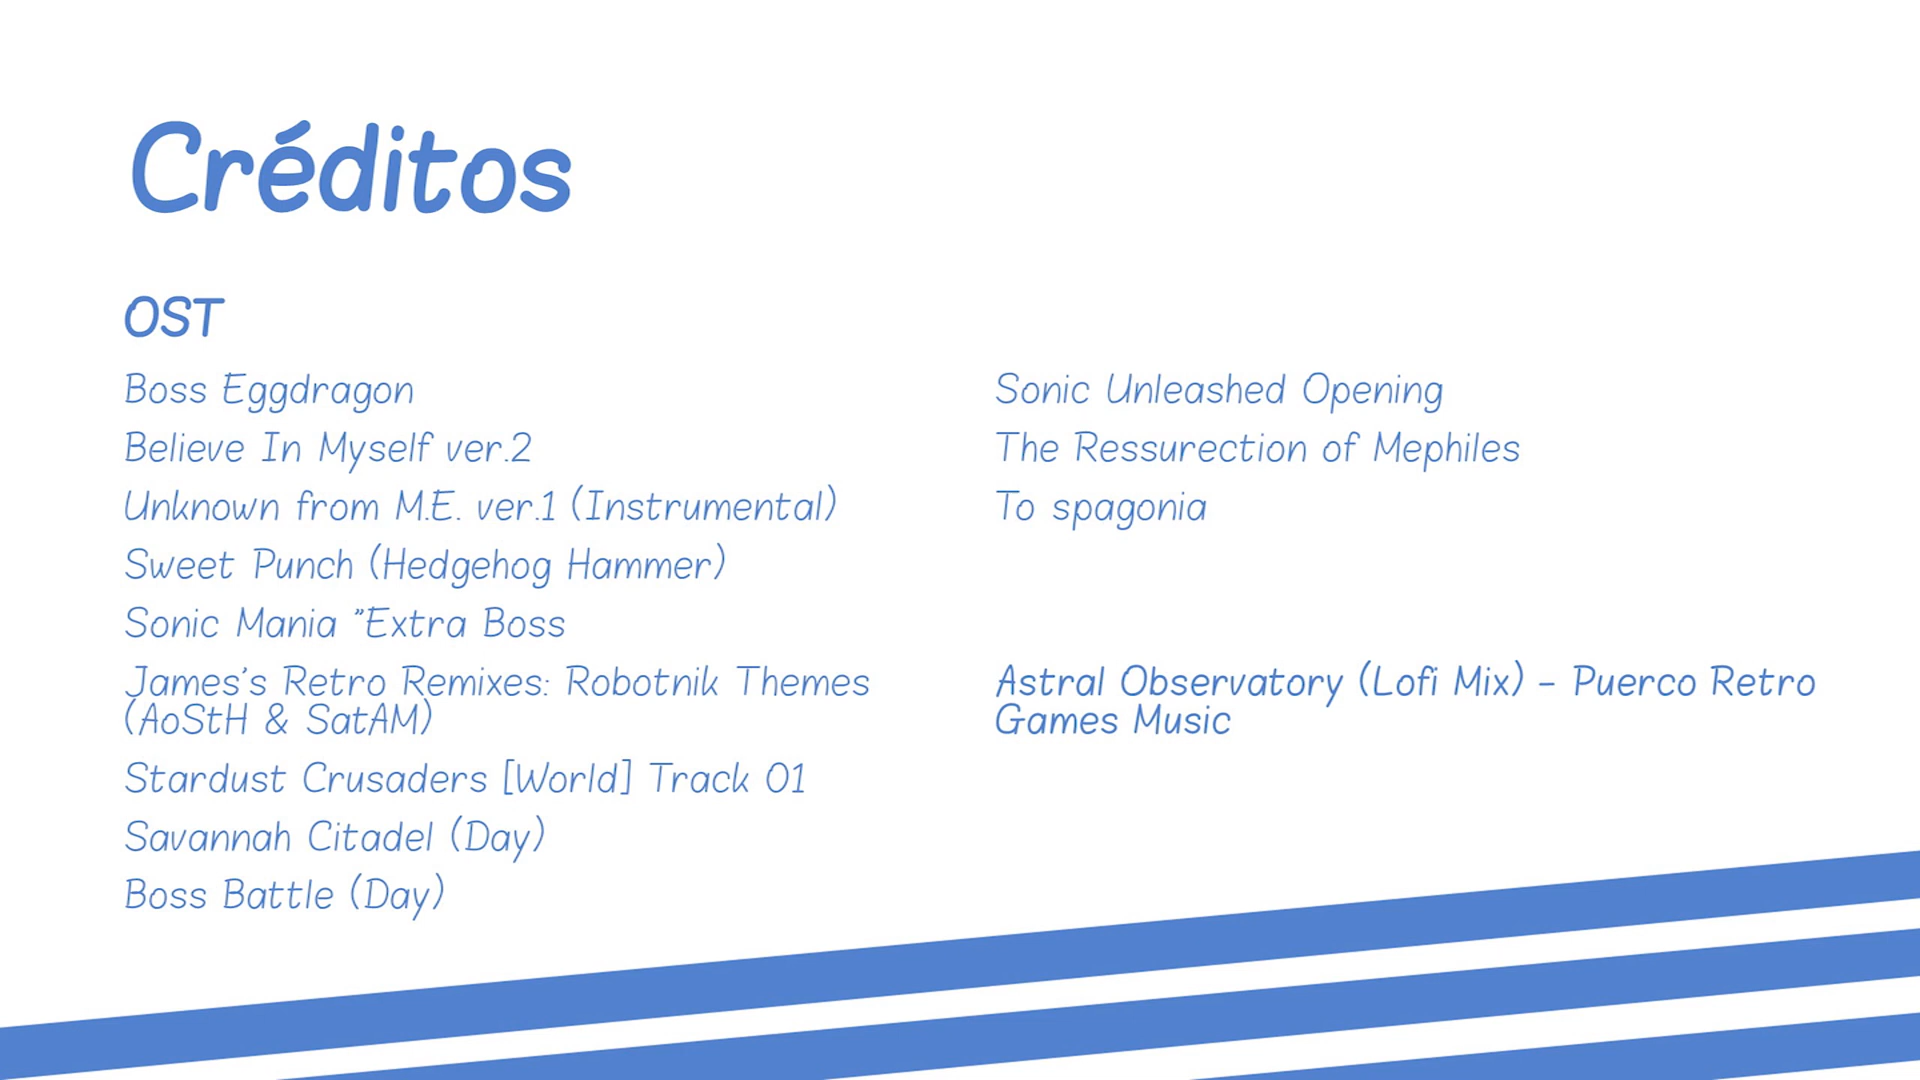 Créditos
OST
Boss Eggdragon
Believe In Myself ver.2
Unknown from M.E. ver.1 (Instrumental)
Sweet Punch (Hedgehog Hammer)
Sonic Mania ”Extra Boss
James’s Retro Remixes: Robotnik Themes
(AoStH & SatAM)
Stardust Crusaders [World] Track 01
Savannah Citadel (Day)
Boss Battle (Day)
Sonic Unleashed Opening
The Ressurection of Mephiles
To spagonia
Astral Observatory (Lofi Mix) - Puerco Retro
Games Music